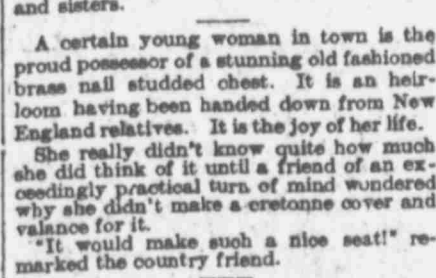 and sisters.
A certain young woman in town is the
proud possessor of a stunning old fashioned
brass nail studded chest. It is an heir-
loom having been handed down from New
England relatives. It is the joy of her life.
She really didn't know quite how much
she did think of it until a friend of an ex-
ceedingly practical turn of mind wondered
why she didn't make a cretonne cover and
valance for it.
"It would make such a nice seat!" re-
marked the country friend.